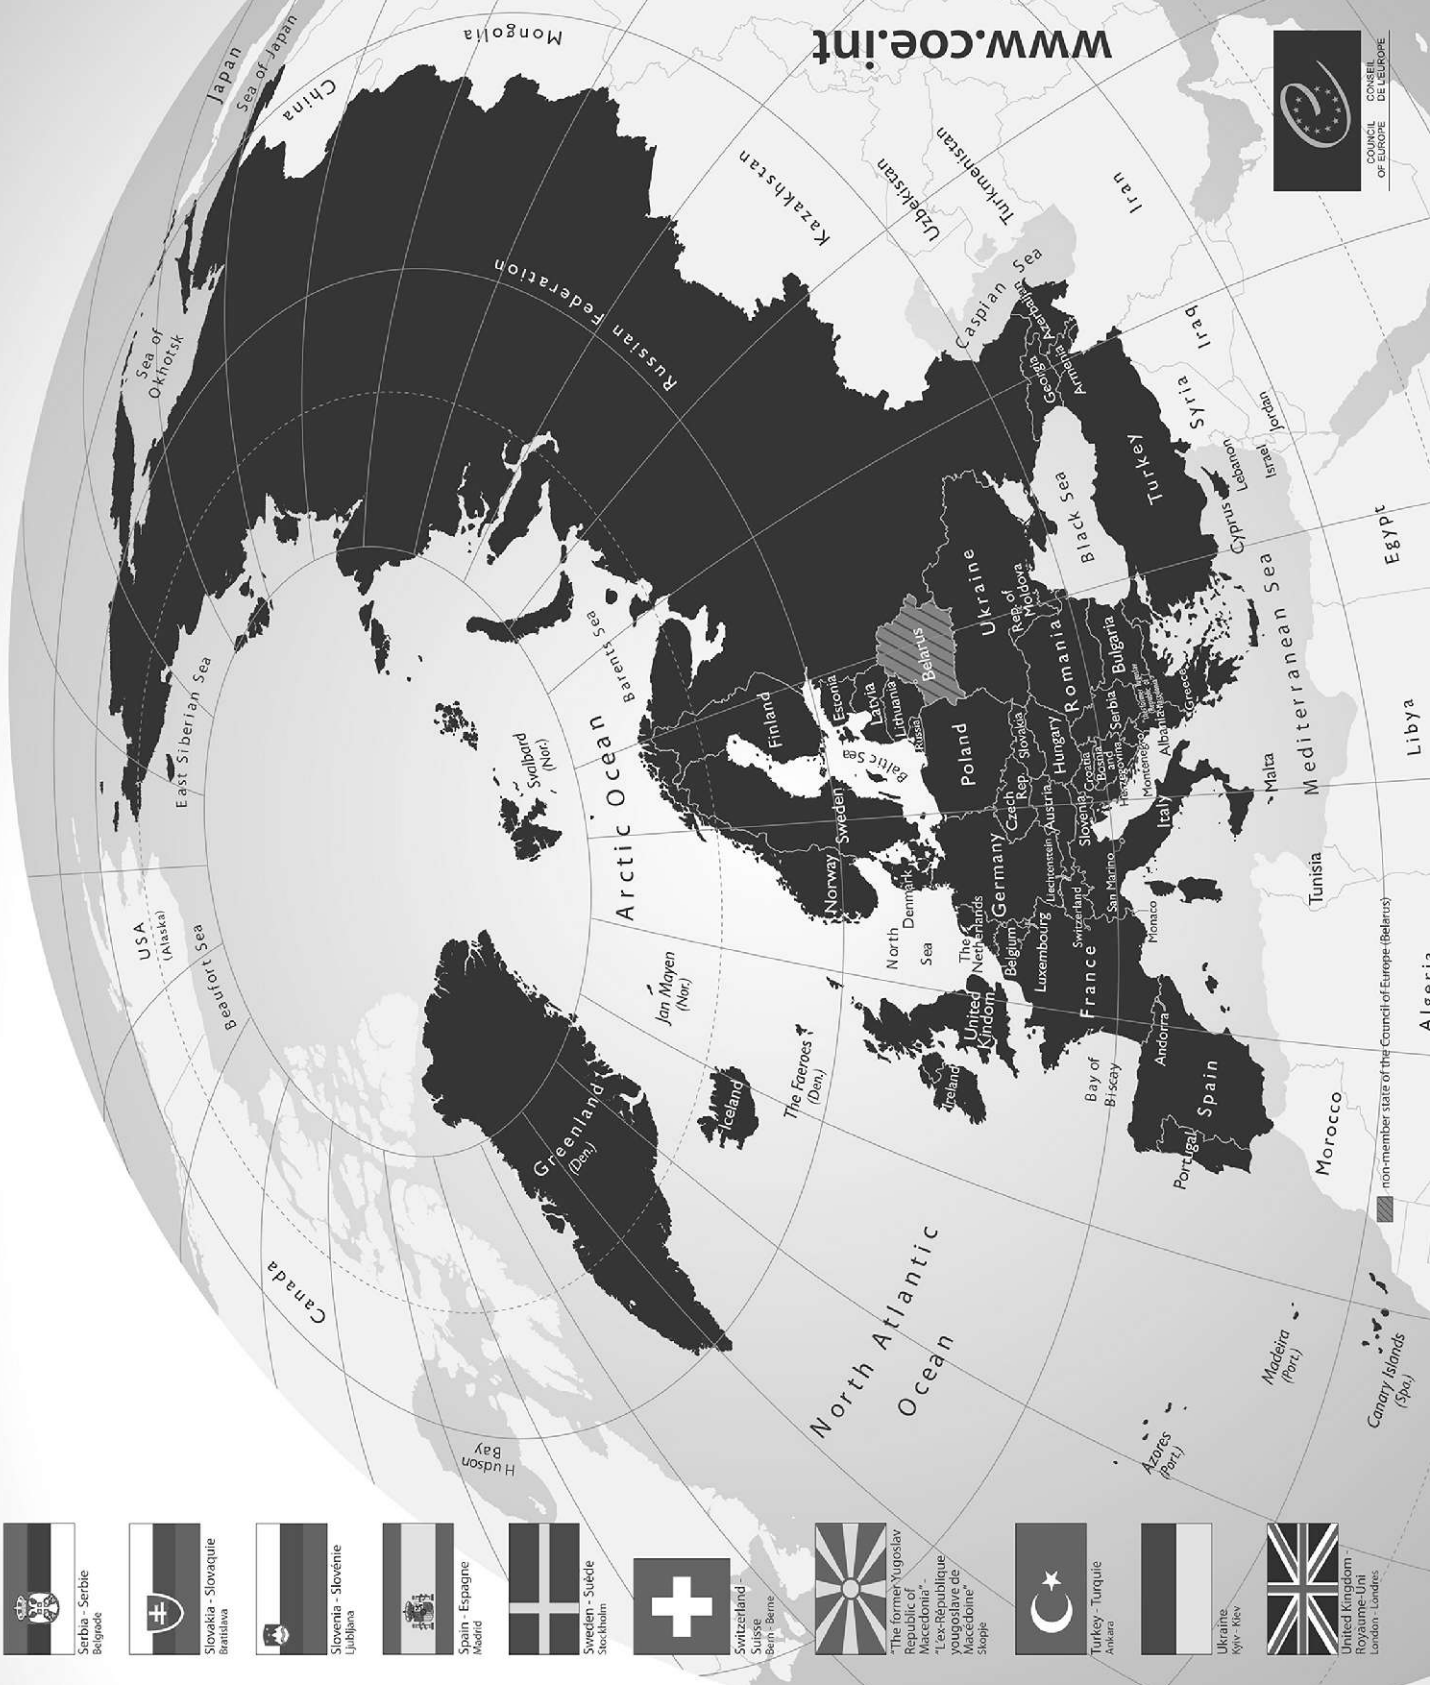 www.coe.int
COUNCIL OF EUROPE
CONSEIL DE L'EUROPE
Japan
Sea of Japan
China
Mongolia
Kazakhstan
Uzbekistan
Turkmenistan
Iran
Iraq
Syria
Jordan
Israel
Lebanon
Cyprus
Egypt
Libya
Tunisia
Algeria
Morocco
Caspian Sea
Black Sea
Mediterranean Sea
Russian Federation
Sea of
Okhotsk
East Siberian Sea
USA
(Alaska)
Beaufort Sea
Canada
Hudson
Bay
Arctic Ocean
Barents Sea
Svalbard
(Nor.)
Jan Mayen
(Nor.)
Greenland
(Den.)
Iceland
The Faeroes
(Den.)
North Atlantic
Ocean
Azores
(Port.)
Madeira
(Port.)
Canary Islands
(Spa.)
Azerbaijan
Armenia
Georgia
Turkey
Ukraine
Rep. of
Moldova
Belarus
Romania
Bulgaria
Greece
Albania
Serbia
Montenegro
Bosnia
and
Herzegovina
Croatia
Slovenia
Hungary
Slovakia
Austria
Czech
Rep.
Poland
Russia
Lithuania
Latvia
Estonia
Finland
Baltic Sea
Sweden
Norway
Denmark
North
Sea
Germany
The
Netherlands
Belgium
Luxembourg
Liechtenstein
Switzerland
San Marino
Monaco
Italy
Malta
France
Andorra
Spain
Portugal
Bay of
Biscay
United
Kindom
Ireland
non-member state of the Council of Europe (Belarus)
Serbia - Serbie
Belgrade
Slovakia - Slovaquie
Bratislava
Slovenia - Slovénie
Ljubljana
Spain - Espagne
Madrid
Sweden - Suède
Stockholm
Switzerland -
Suisse
Bern - Berne
"The former Yugoslav
Republic of
Macedonia" -
"L'ex-République
yougoslave de
Macédoine"
Skopje
Turkey - Turquie
Ankara
Ukraine
Kyiv - Kiev
United Kingdom -
Royaume-Uni
London - Londres